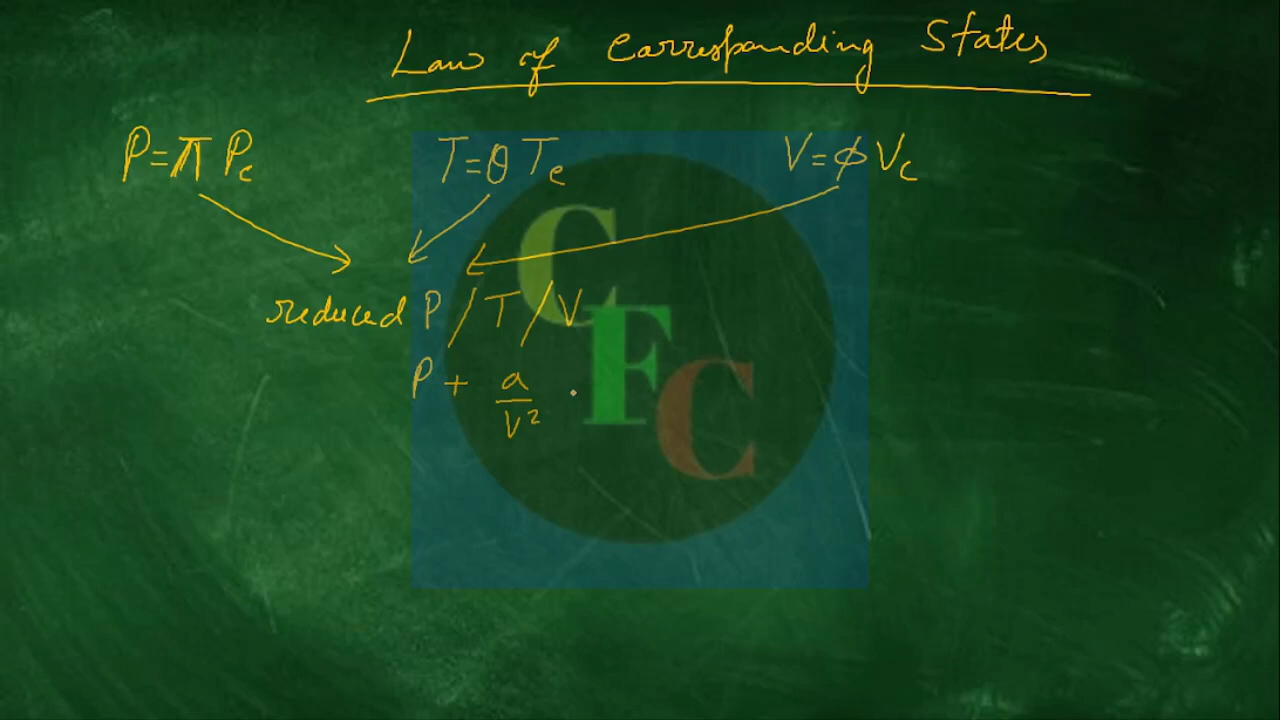 Law of Corresponding States
P=π Pc T=θ Tc V=ϕ Vc
reduced P / T / V
P + a/V²
CFC